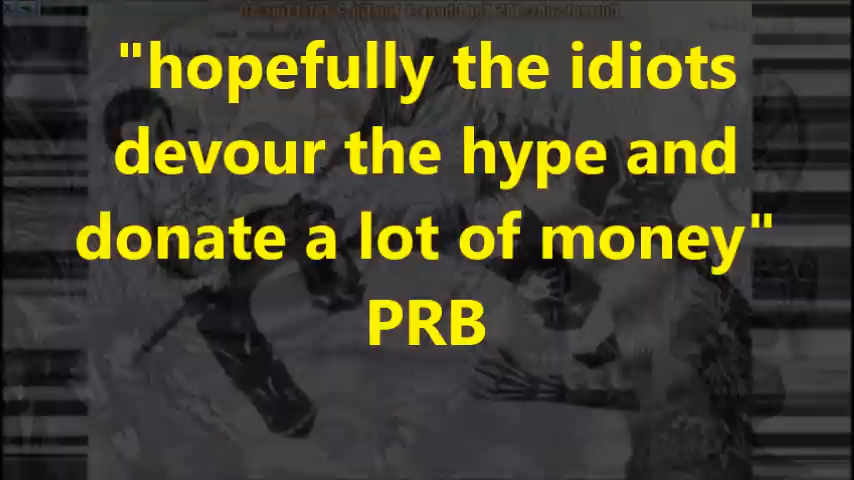 "hopefully the idiots
devour the hype and
donate a lot of money"
PRB